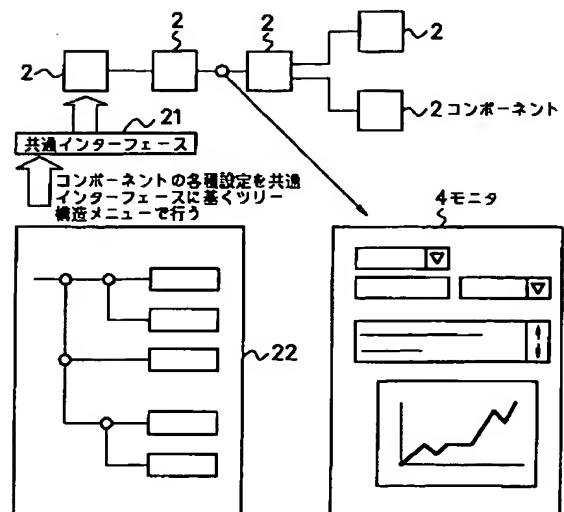 2
2
2
2
2コンポーネント
21
共通インターフェース
コンポーネントの各種設定を共通
インターフェースに基くツリー
構造メニューで行う
4モニタ
22